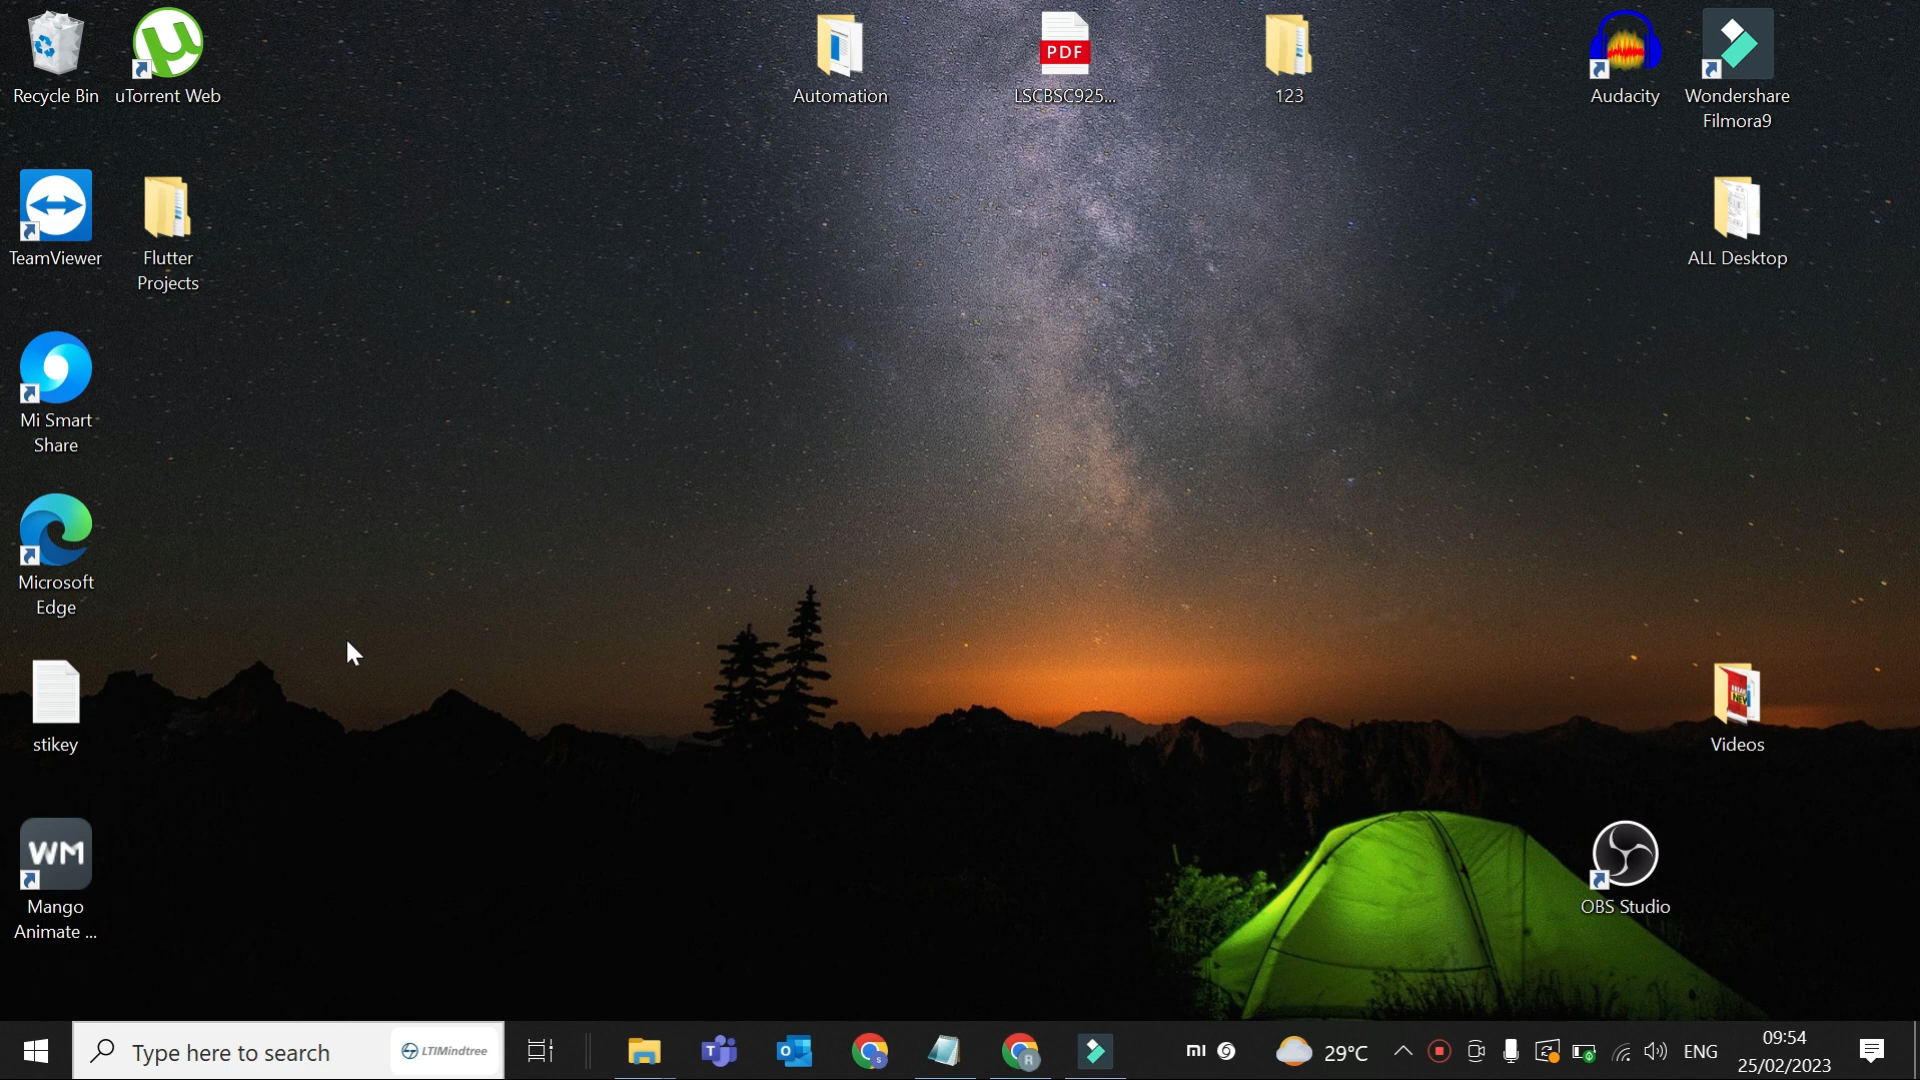 Recycle Bin
uTorrent Web
Automation
PDF
LSCBSC925...
123
Audacity
Wondershare
Filmora9
TeamViewer
Flutter
Projects
ALL Desktop
Mi Smart
Share
Microsoft
Edge
stikey
Videos
WM
Mango
Animate ...
OBS Studio
Type here to search
LTIMindtree
29°C
ENG
09:54
25/02/2023